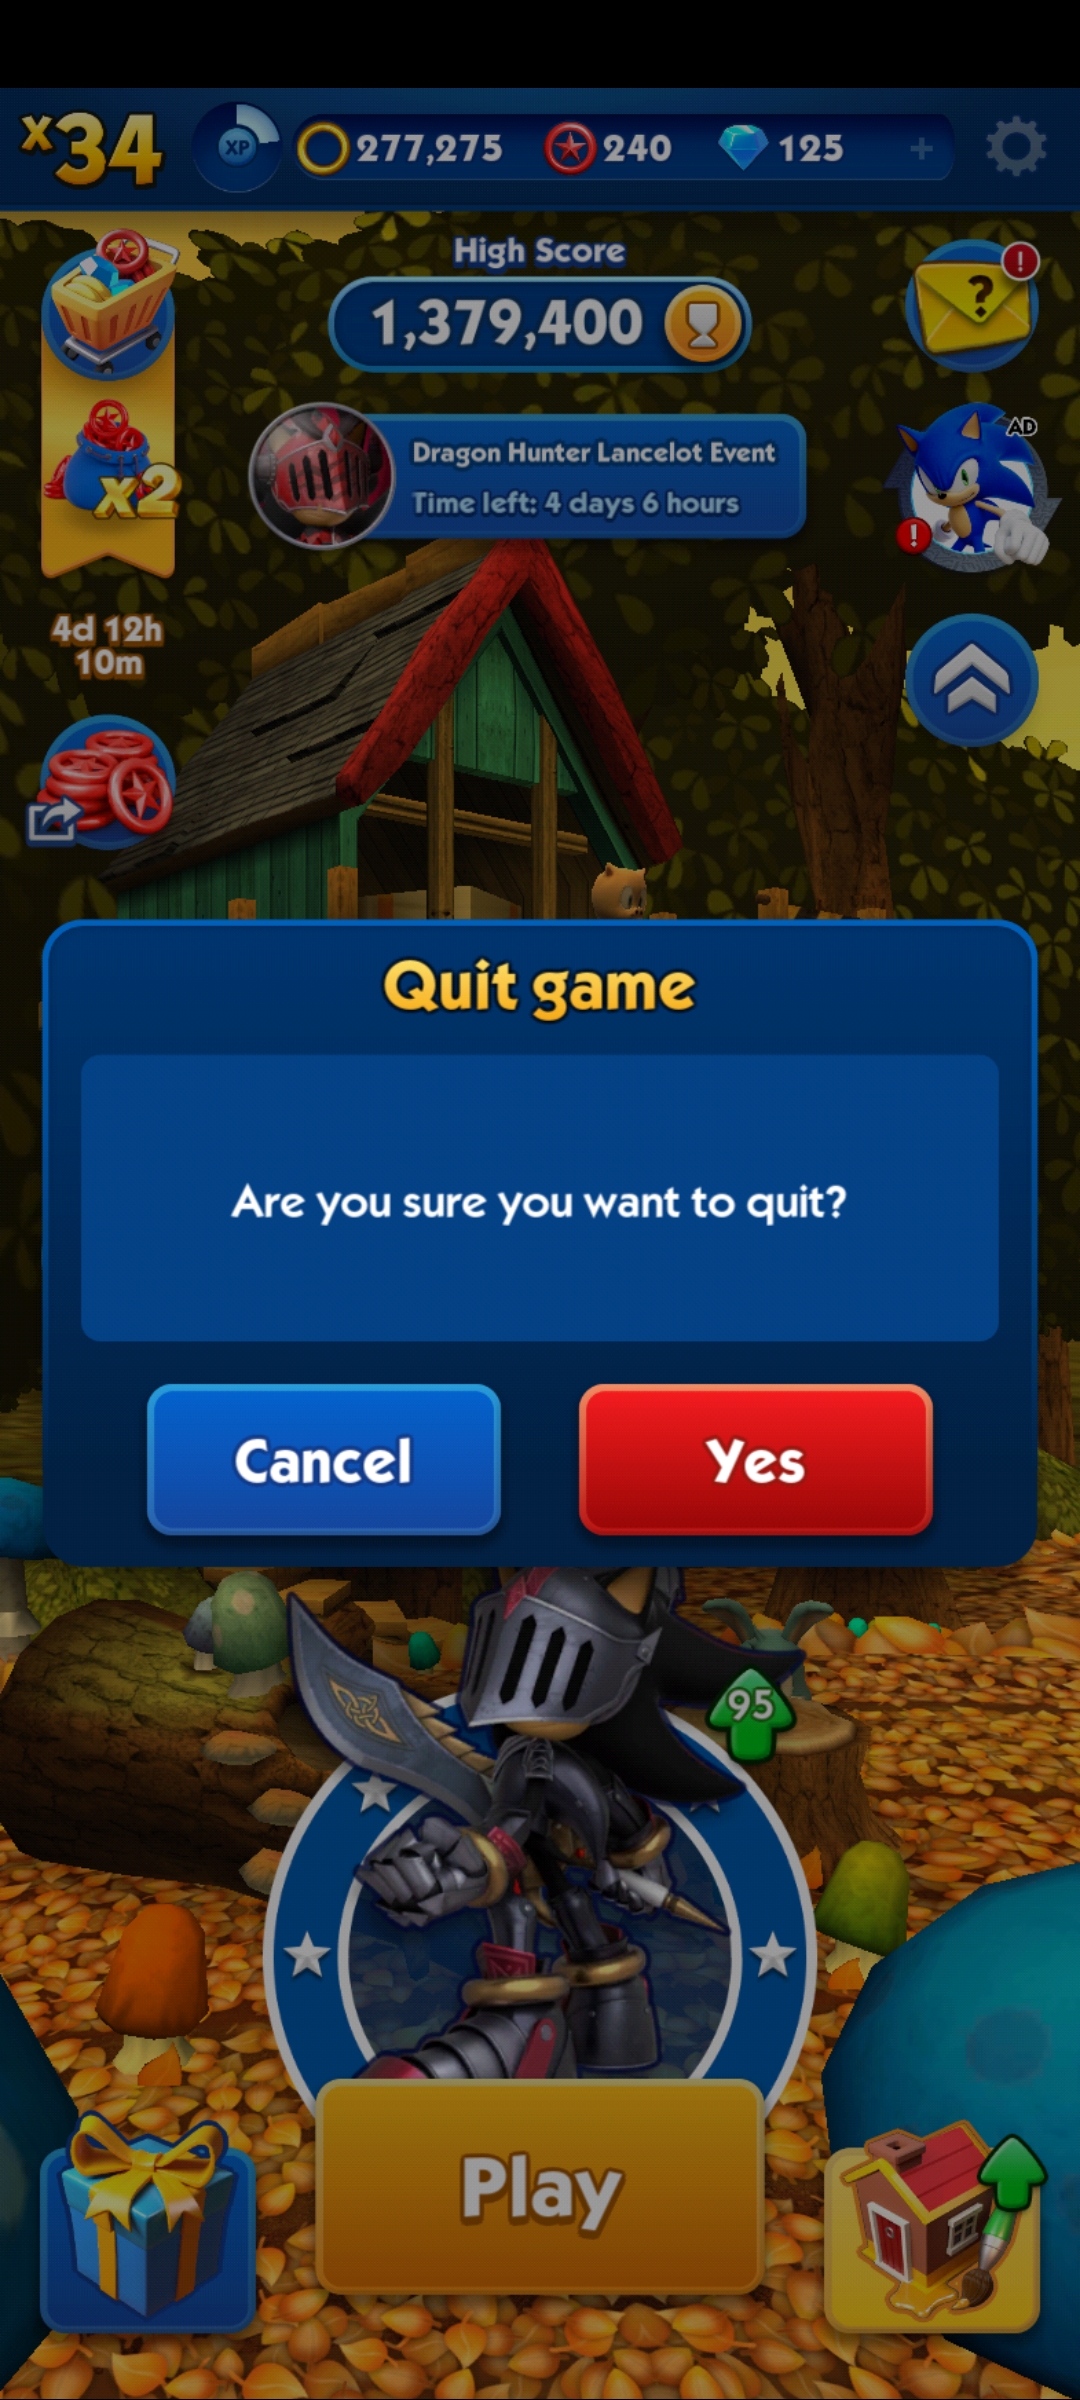 x34
XP
277,275
240
125
+
High Score
1,379,400
?
!
Dragon Hunter Lancelot Event
Time left: 4 days 6 hours
AD
!
x2
4d 12h
10m
Quit game
Are you sure you want to quit?
Cancel
Yes
95
Play